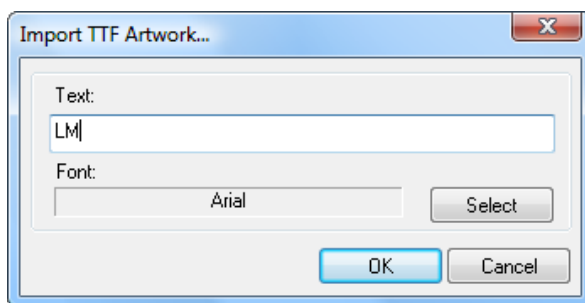 Import TTF Artwork...
Text:
LM
Font:
Arial
Select
OK
Cancel